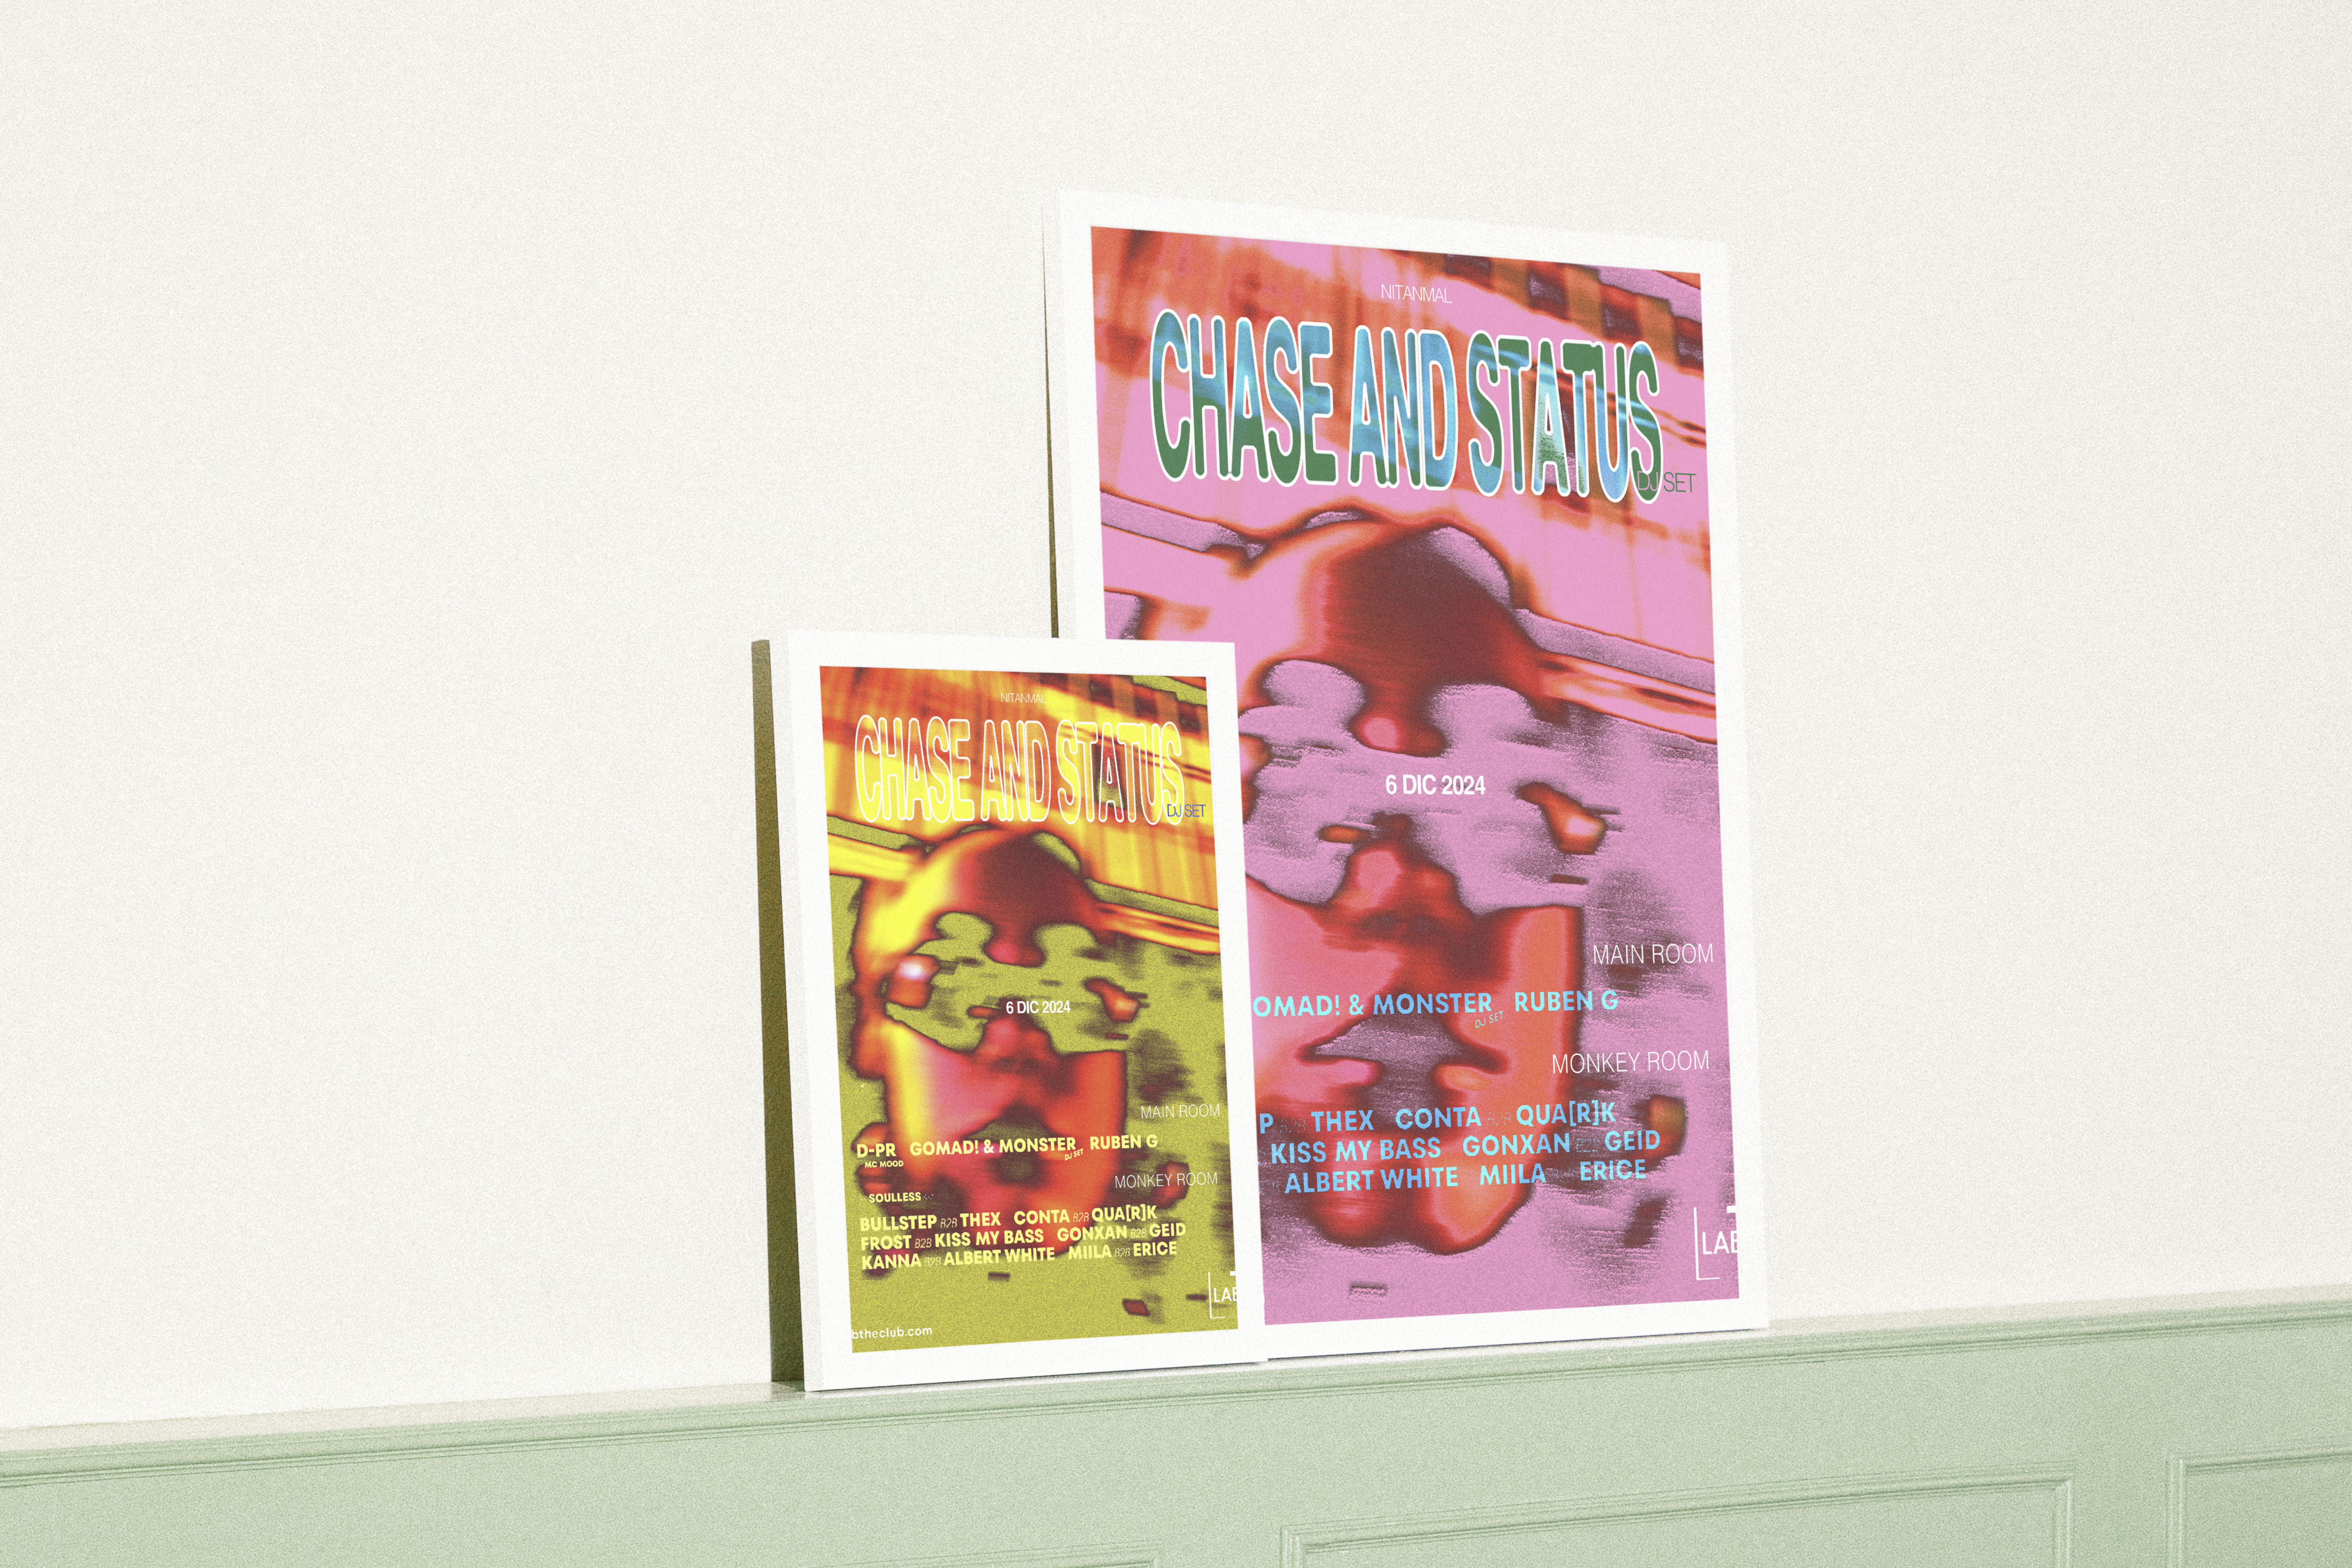 NITANMAL
CHASE AND STATUS
DJ SET
6 DIC 2024
MAIN ROOM
D-PR GOMAD! & MONSTER RUBEN G
MC MOOD DJ SET
MONKEY ROOM
SOULLESS
BULLSTEP B2B THEX CONTA B2B QUA[R]K
FROST B2B KISS MY BASS GONXAN B2B GEID
KANNA B2B ALBERT WHITE MIILA B2B ERICE
LAB
btheclub.com
NITANMAL
CHASE AND STATUS
DJ SET
6 DIC 2024
MAIN ROOM
OMAD! & MONSTER RUBEN G
DJ SET
MONKEY ROOM
P B2B THEX CONTA B2B QUA[R]K
KISS MY BASS GONXAN B2B GEID
ALBERT WHITE MIILA ERICE
LAB